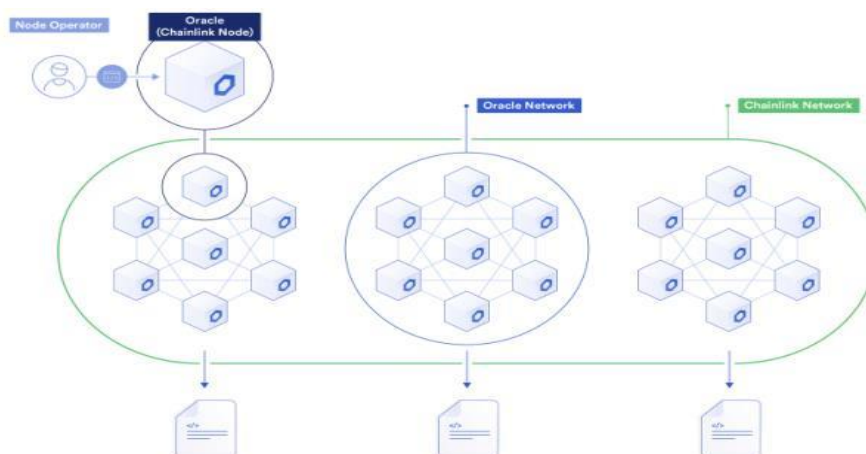 Node Operator
Oracle
(Chainlink Node)
Oracle Network
Chainlink Network
</>
</>
</>